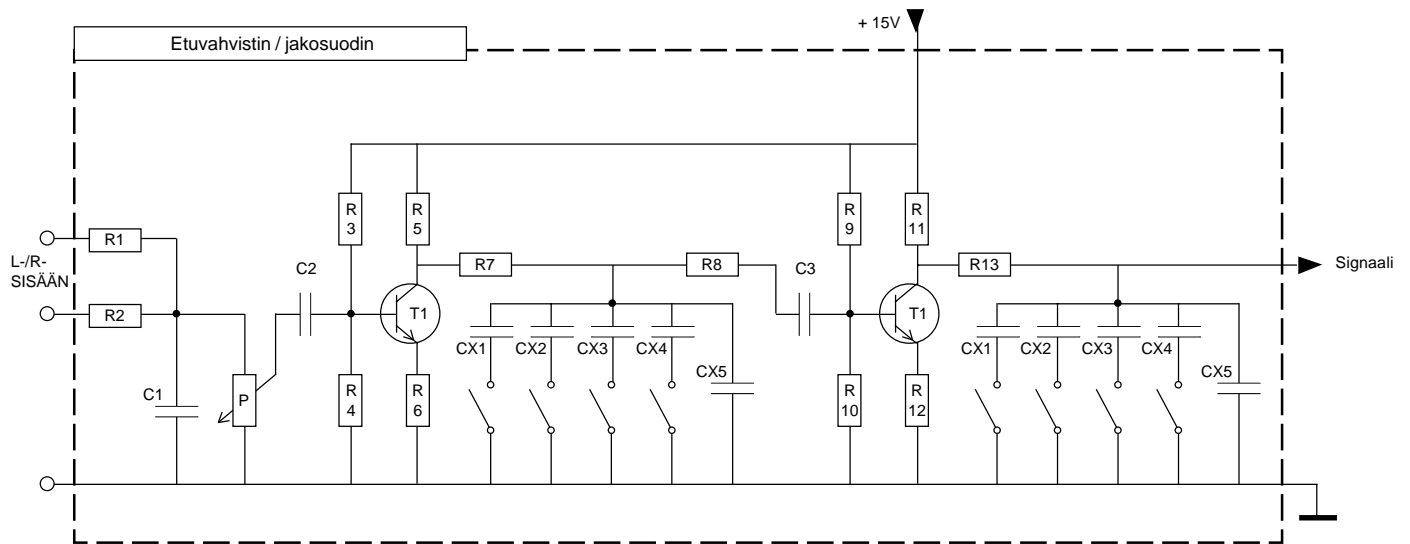 + 15V
Etuvahvistin / jakosuodin
R
3
R
5
R
9
R
11
R1
L-/R-
SISÄÄN
C2
R7
R8
C3
R13
Signaali
R2
T1
T1
CX1
CX2
CX3
CX4
CX5
CX1
CX2
CX3
CX4
CX5
C1
P
R
4
R
6
R
10
R
12